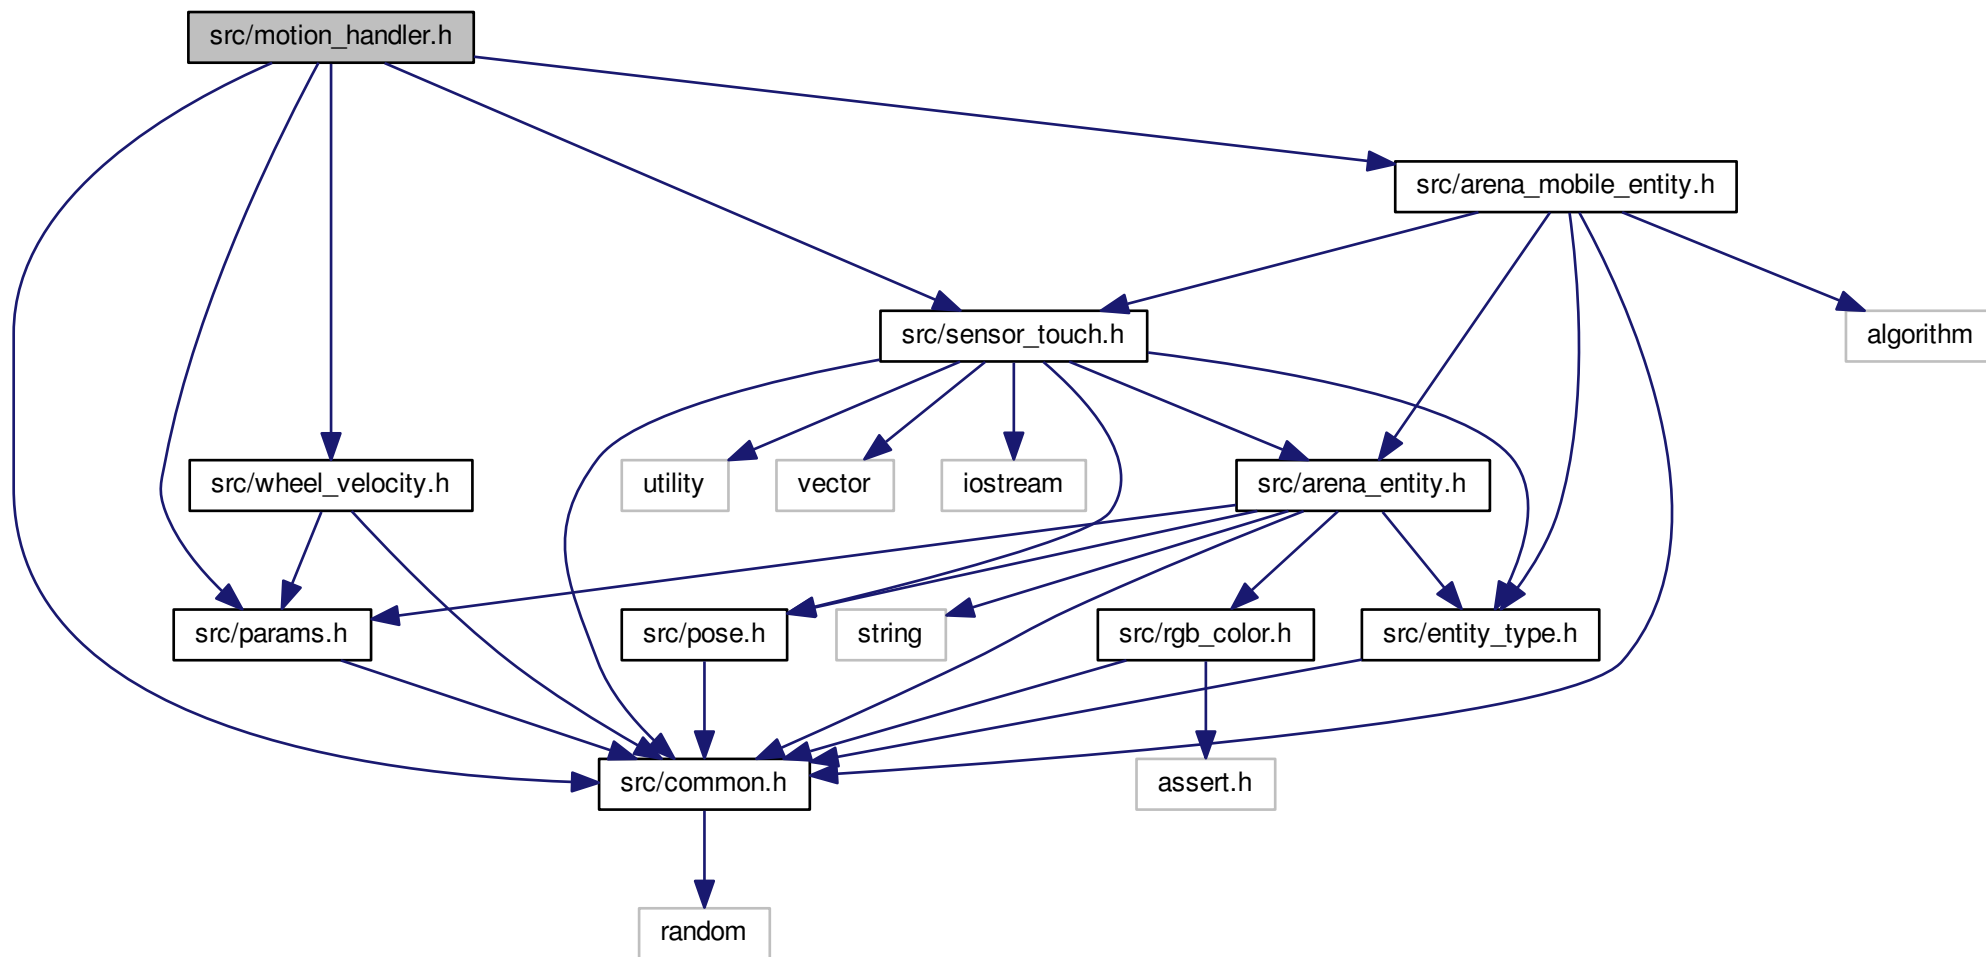 src/motion_handler.h
src/arena_mobile_entity.h
src/sensor_touch.h
algorithm
src/wheel_velocity.h
utility
vector
iostream
src/arena_entity.h
src/params.h
src/pose.h
string
src/rgb_color.h
src/entity_type.h
src/common.h
assert.h
random